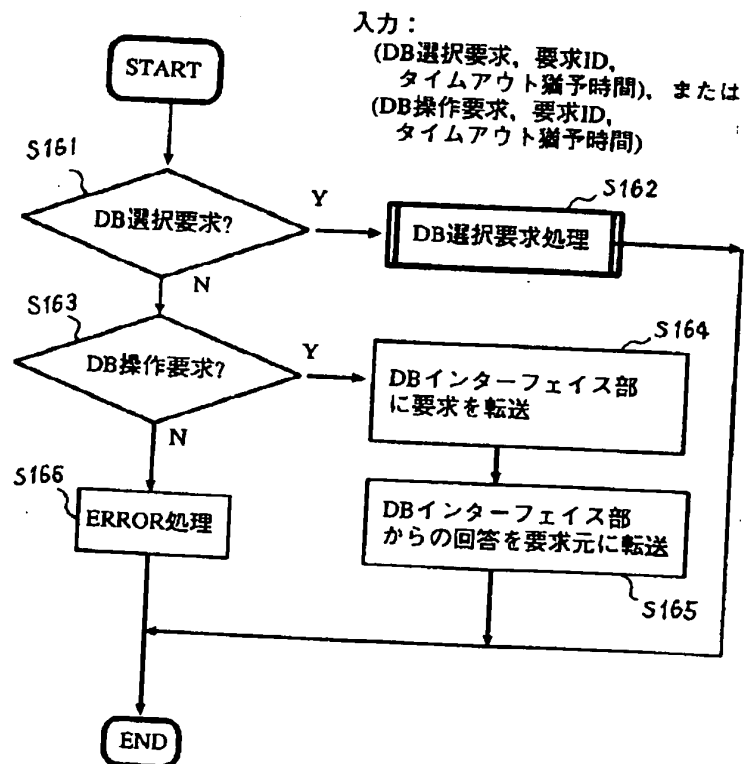 入力：
(DB選択要求，要求ID，
タイムアウト猶予時間)，または
(DB操作要求，要求ID，
タイムアウト猶予時間)
START
S161
DB選択要求?
Y
S162
DB選択要求処理
N
S163
DB操作要求?
Y
S164
DBインターフェイス部
に要求を転送
N
S166
ERROR処理
DBインターフェイス部
からの回答を要求元に転送
S165
END